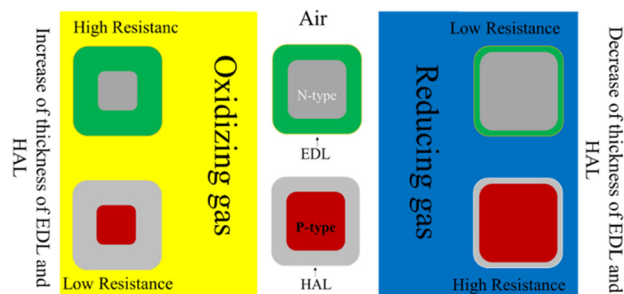 Increase of thickness of EDL and
HAL
High Resistanc
Low Resistance
Oxidizing gas
Air
N-type
EDL
P-type
HAL
Reducing gas
Low Resistance
High Resistance
Decrease of thickness of EDL and
HAL